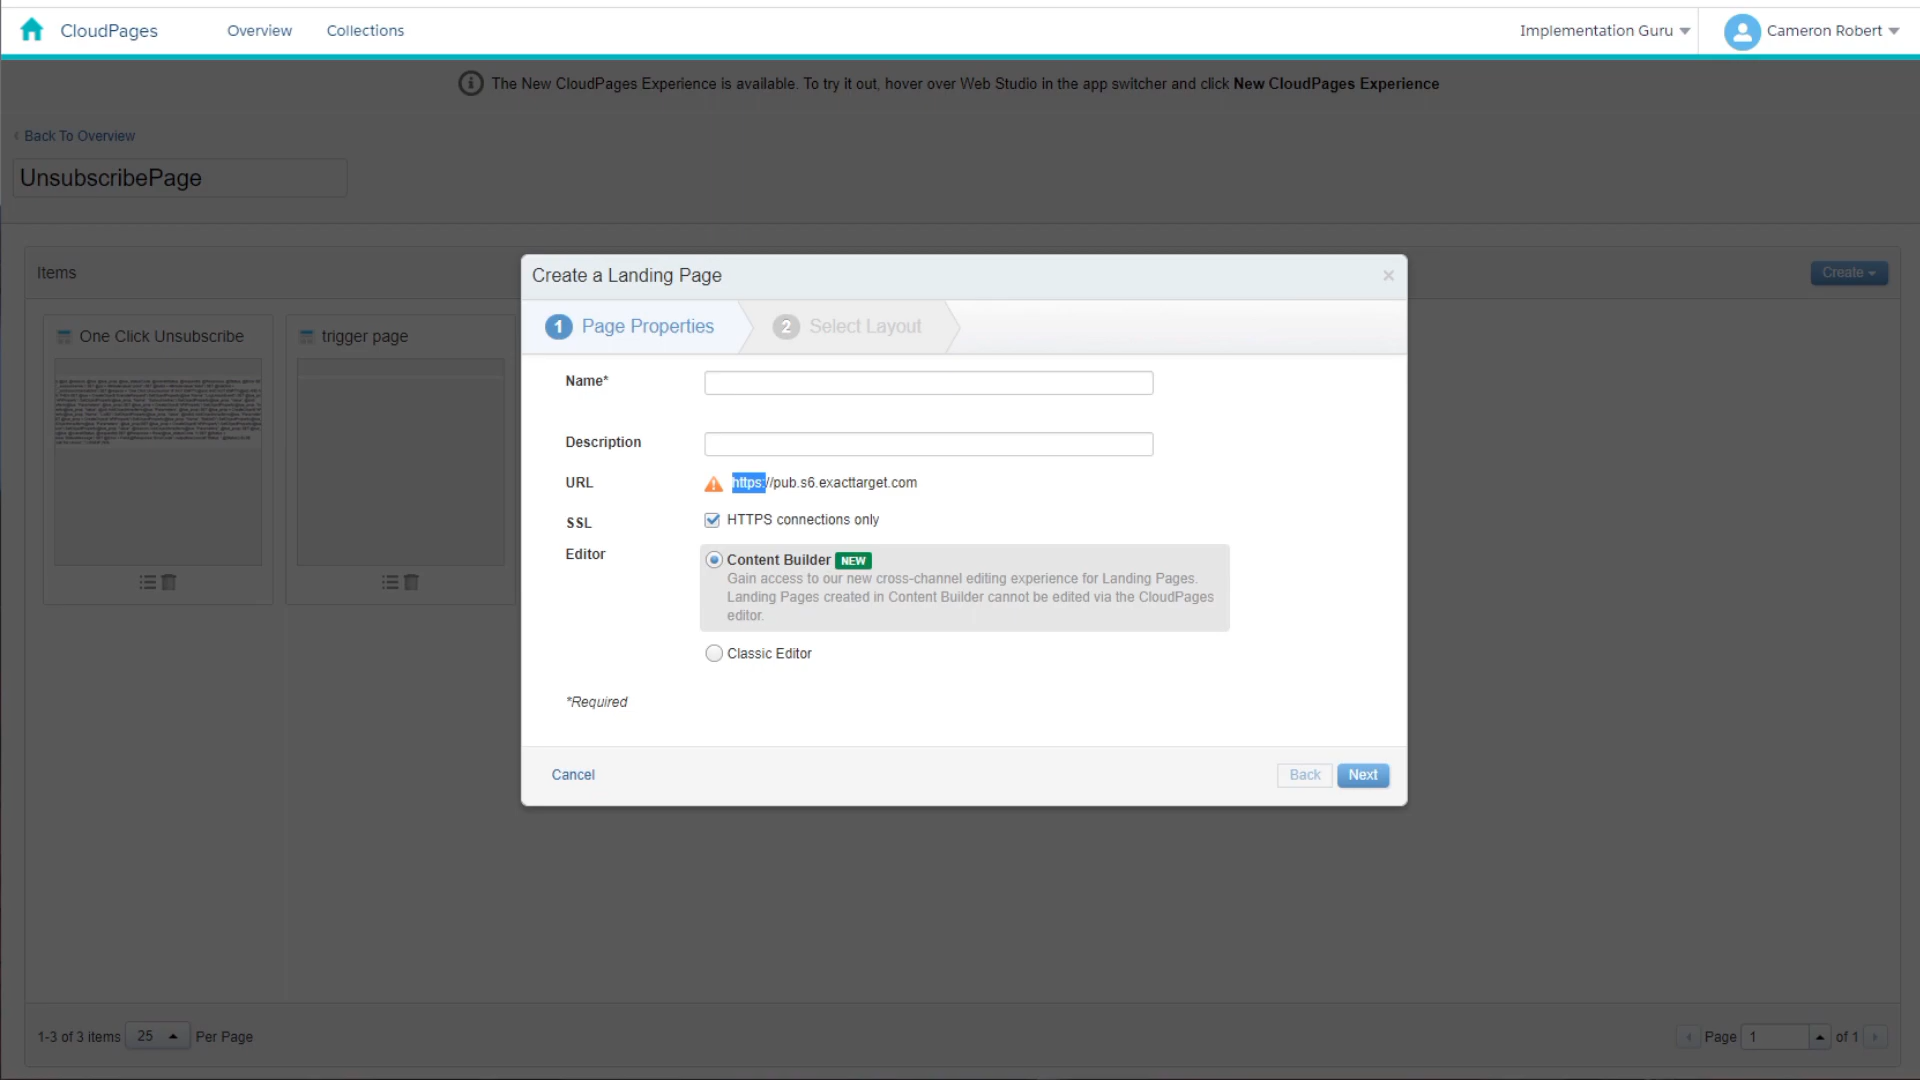 CloudPages Overview Collections Implementation Guru Cameron Robert
The New CloudPages Experience is available. To try it out, hover over Web Studio in the app switcher and click New CloudPages Experience
Back To Overview
UnsubscribePage
Items
Create
One Click Unsubscribe
trigger page
Create a Landing Page
1 Page Properties 2 Select Layout
Name*
Description
URL https://pub.s6.exacttarget.com
SSL HTTPS connections only
Editor Content Builder NEW
Gain access to our new cross-channel editing experience for Landing Pages.
Landing Pages created in Content Builder cannot be edited via the CloudPages
editor.
Classic Editor
*Required
Cancel Back Next
1-3 of 3 items 25 Per Page Page 1 of 1